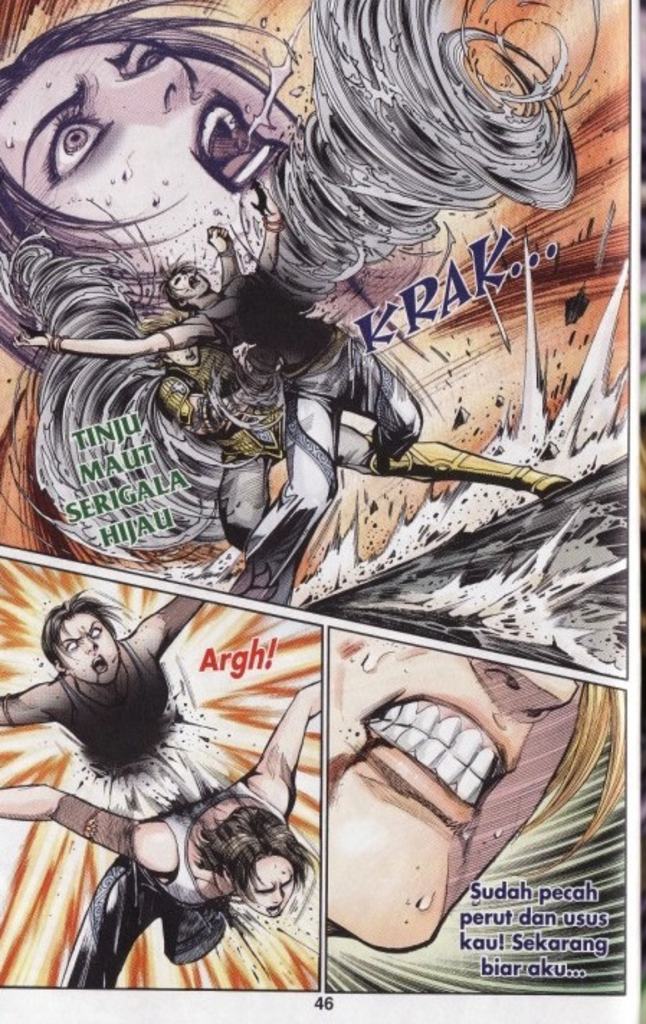 KRAK...
TINJU
MAUT
SERIGALA
HIJAU
Argh!
Sudah pecah
perut dan usus
kau! Sekarang
biar aku...
46